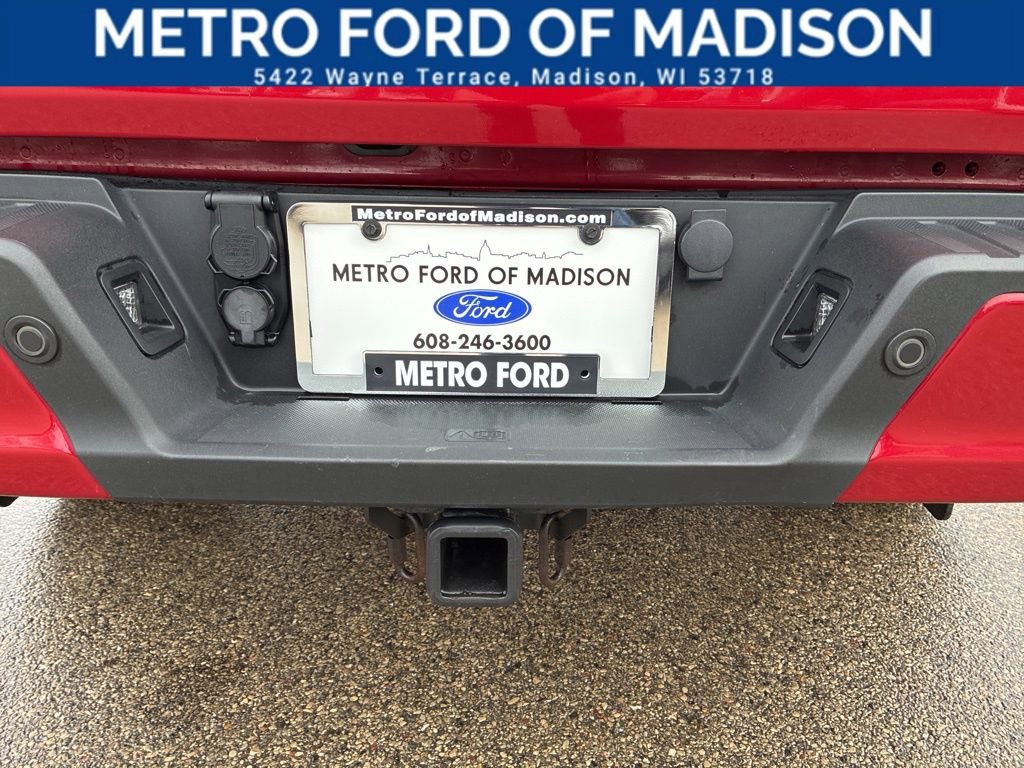 METRO FORD OF MADISON
5422 Wayne Terrace, Madison, WI 53718
MetroFordofMadison.com
METRO FORD OF MADISON
Ford
608-246-3600
METRO FORD